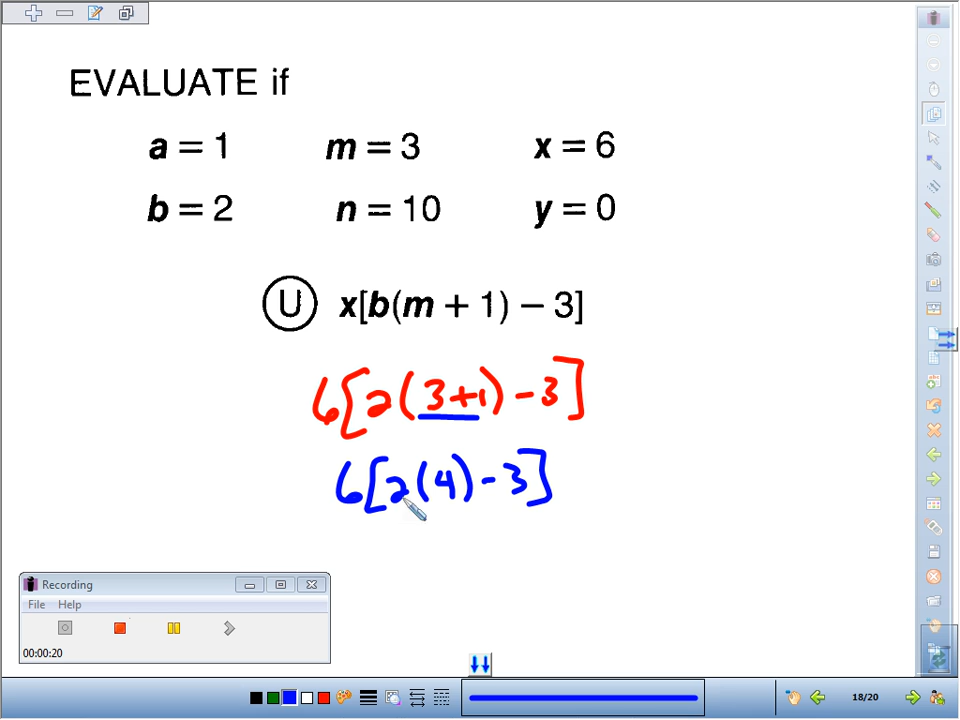 EVALUATE if
a = 1 m = 3 x = 6
b = 2 n = 10 y = 0
U x[b(m + 1) − 3]
6[2(3+1)-3]
6[2(4)-3]
Recording
File Help
00:00:20
18/20